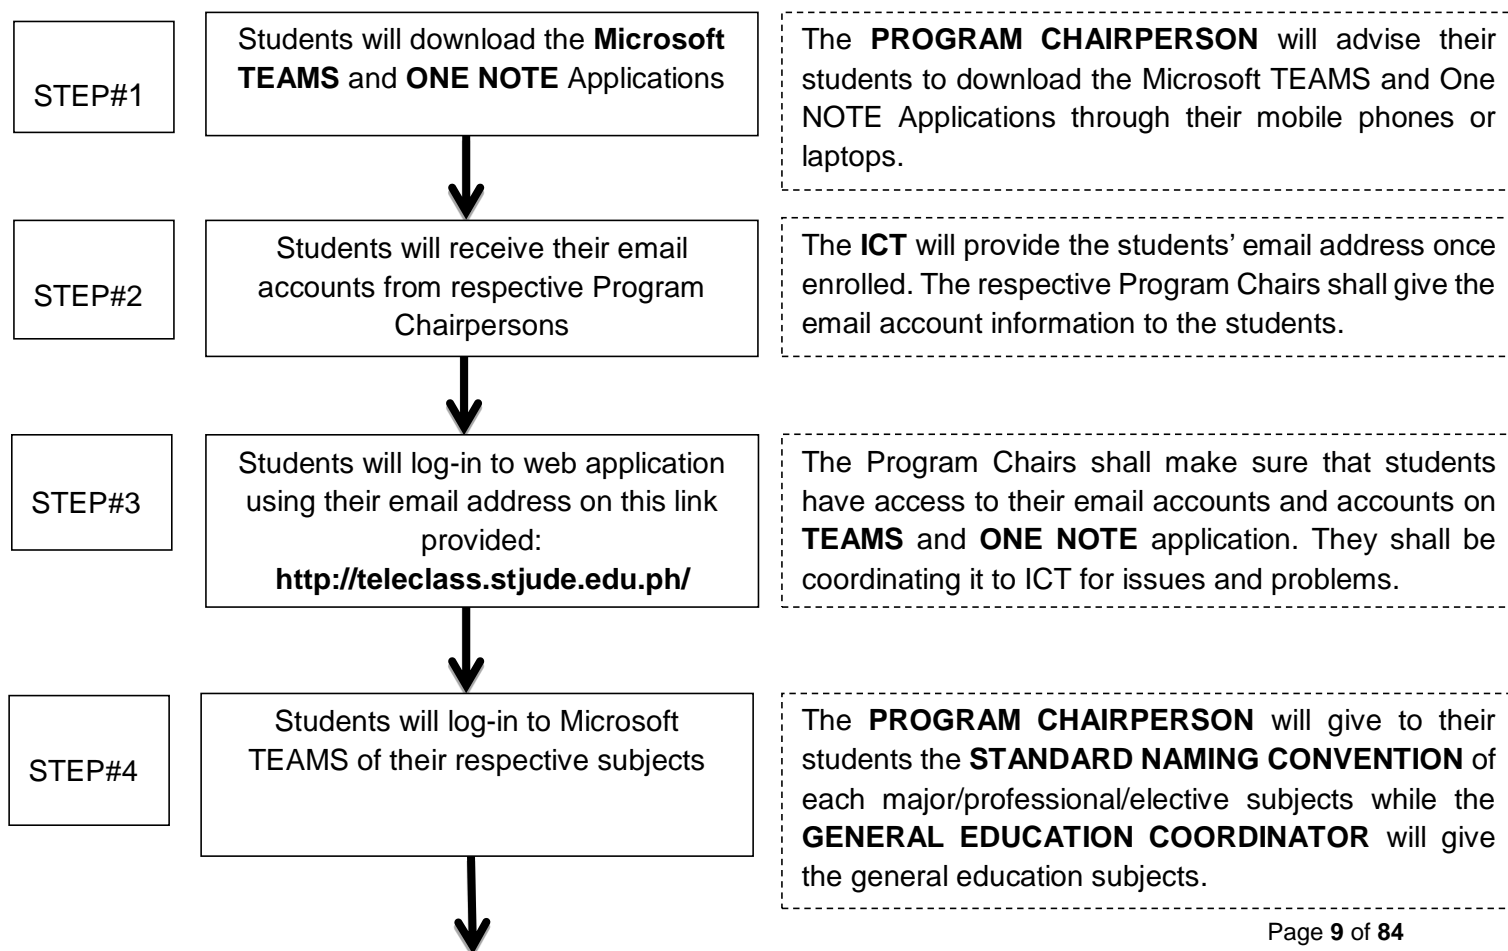 STEP#1
Students will download the Microsoft
TEAMS and ONE NOTE Applications
The PROGRAM CHAIRPERSON will advise their
students to download the Microsoft TEAMS and One
NOTE Applications through their mobile phones or
laptops.
STEP#2
Students will receive their email
accounts from respective Program
Chairpersons
The ICT will provide the students’ email address once
enrolled. The respective Program Chairs shall give the
email account information to the students.
STEP#3
Students will log-in to web application
using their email address on this link
provided:
http://teleclass.stjude.edu.ph/
The Program Chairs shall make sure that students
have access to their email accounts and accounts on
TEAMS and ONE NOTE application. They shall be
coordinating it to ICT for issues and problems.
STEP#4
Students will log-in to Microsoft
TEAMS of their respective subjects
The PROGRAM CHAIRPERSON will give to their
students the STANDARD NAMING CONVENTION of
each major/professional/elective subjects while the
GENERAL EDUCATION COORDINATOR will give
the general education subjects.
Page 9 of 84